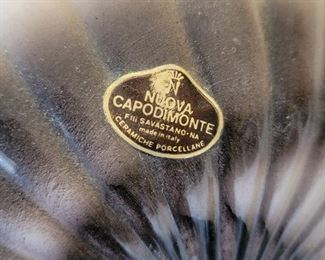 N
NUOVA
CAPODIMONTE
F.lli SAVASTANO-NA
made in italy
CERAMICHE PORCELLANE